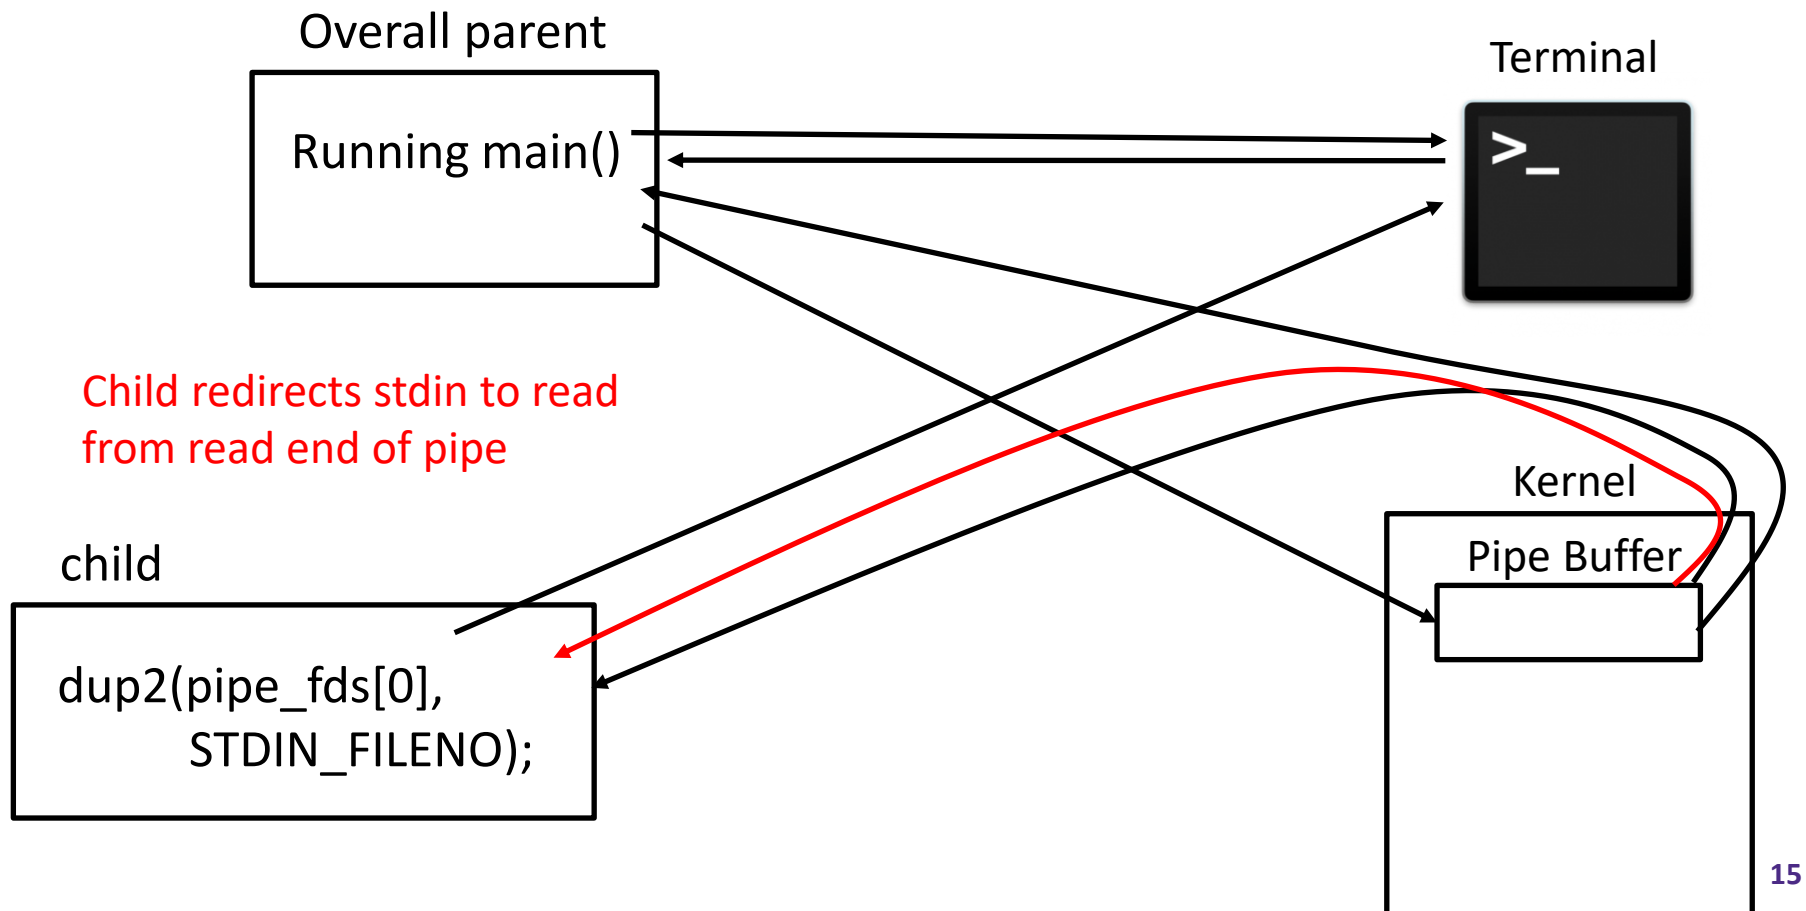 Overall parent
Terminal
Running main()
>_
Child redirects stdin to read
from read end of pipe
Kernel
Pipe Buffer
child
dup2(pipe_fds[0],
STDIN_FILENO);
15